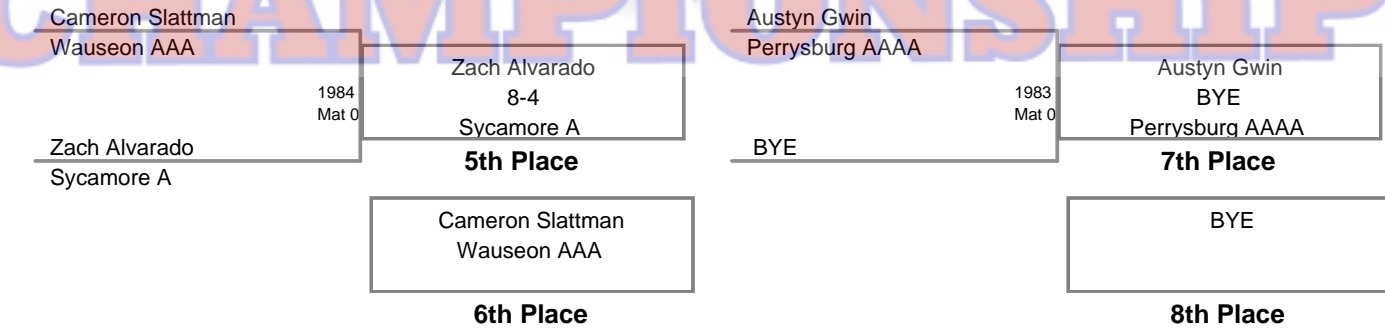 CHAMPIONSHIP
Cameron Slattman
Wauseon AAA
1984
Mat 0
Zach Alvarado
Sycamore A
Zach Alvarado
8-4
Sycamore A
5th Place
Cameron Slattman
Wauseon AAA
6th Place
Austyn Gwin
Perrysburg AAAA
1983
Mat 0
BYE
Austyn Gwin
BYE
Perrysburg AAAA
7th Place
BYE
8th Place